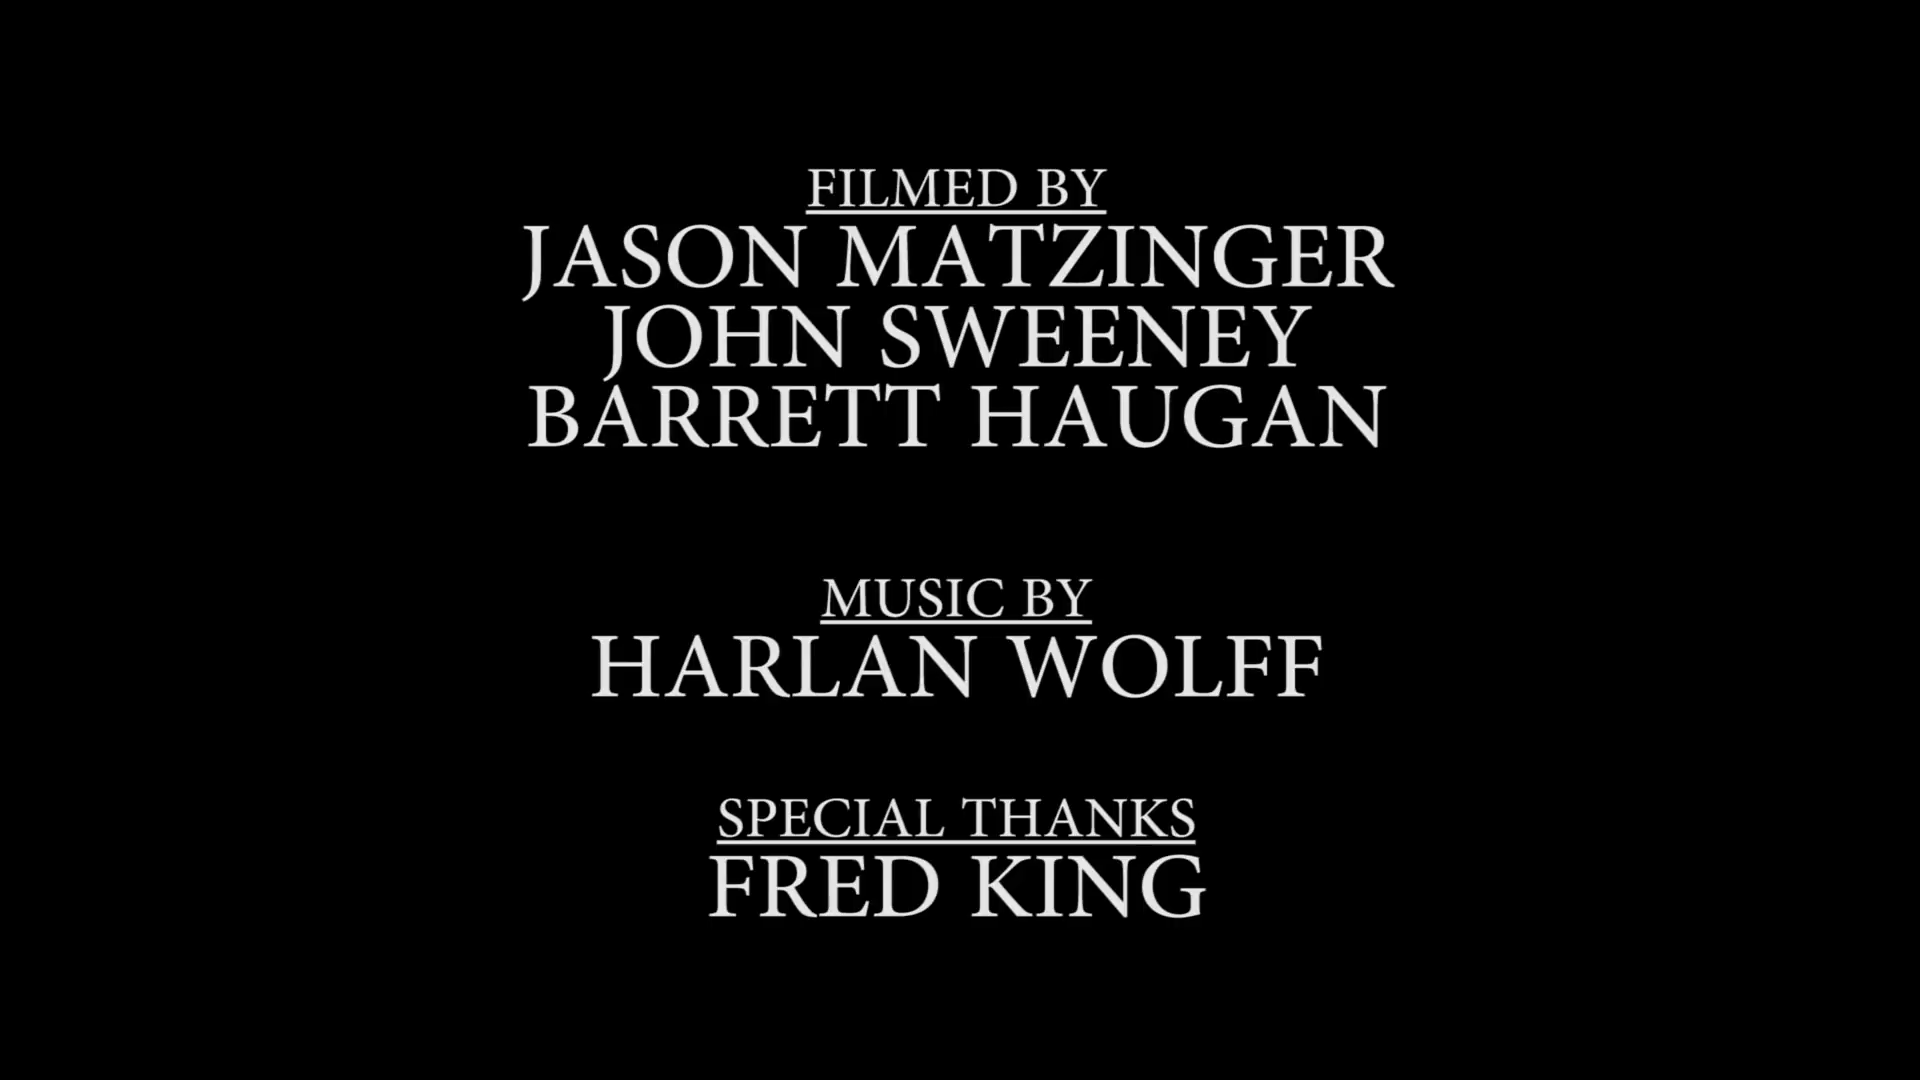 FILMED BY
JASON MATZINGER
JOHN SWEENEY
BARRETT HAUGAN
MUSIC BY
HARLAN WOLFF
SPECIAL THANKS
FRED KING